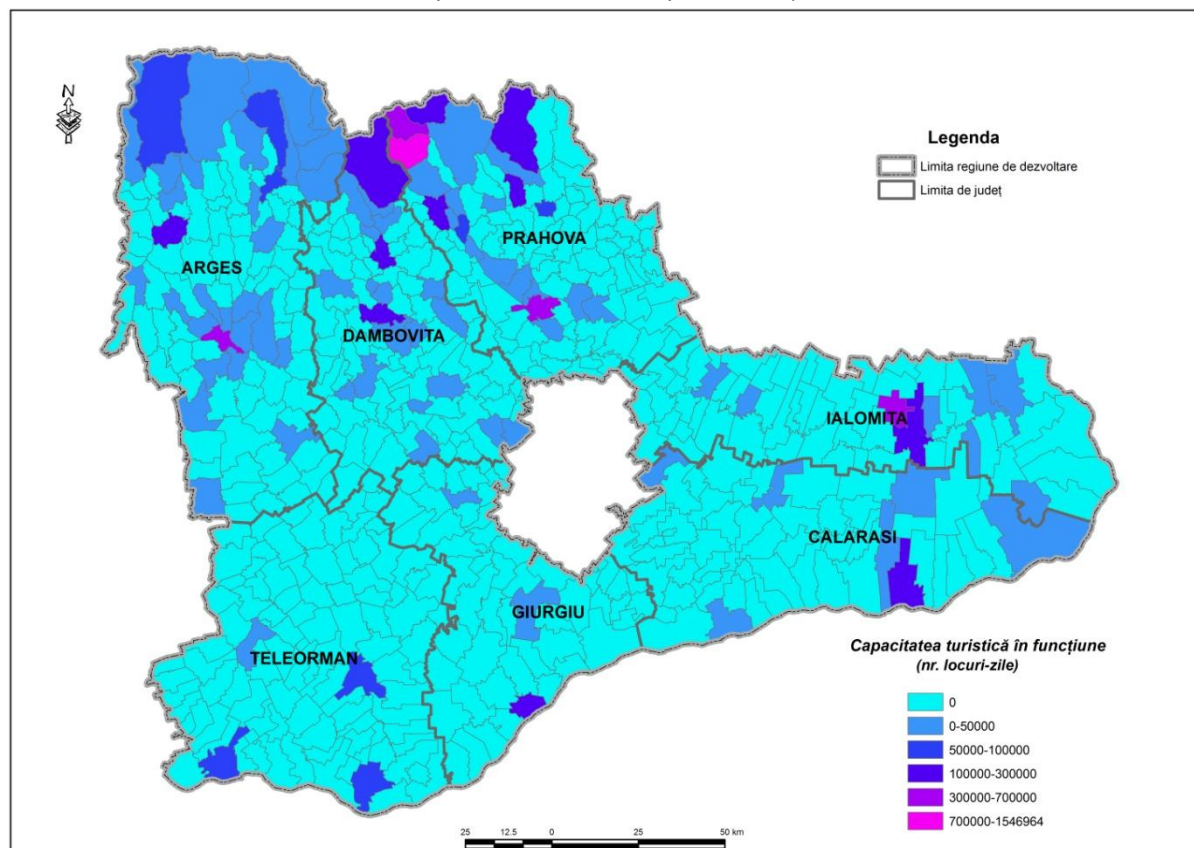 N
Legenda
Limita regiune de dezvoltare
Limita de județ
ARGES
PRAHOVA
DAMBOVITA
IALOMITA
CALARASI
GIURGIU
TELEORMAN
Capacitatea turistică în funcțiune
(nr. locuri-zile)
0
0-50000
50000-100000
100000-300000
300000-700000
700000-1546964
25 12.5 0 25 50 km